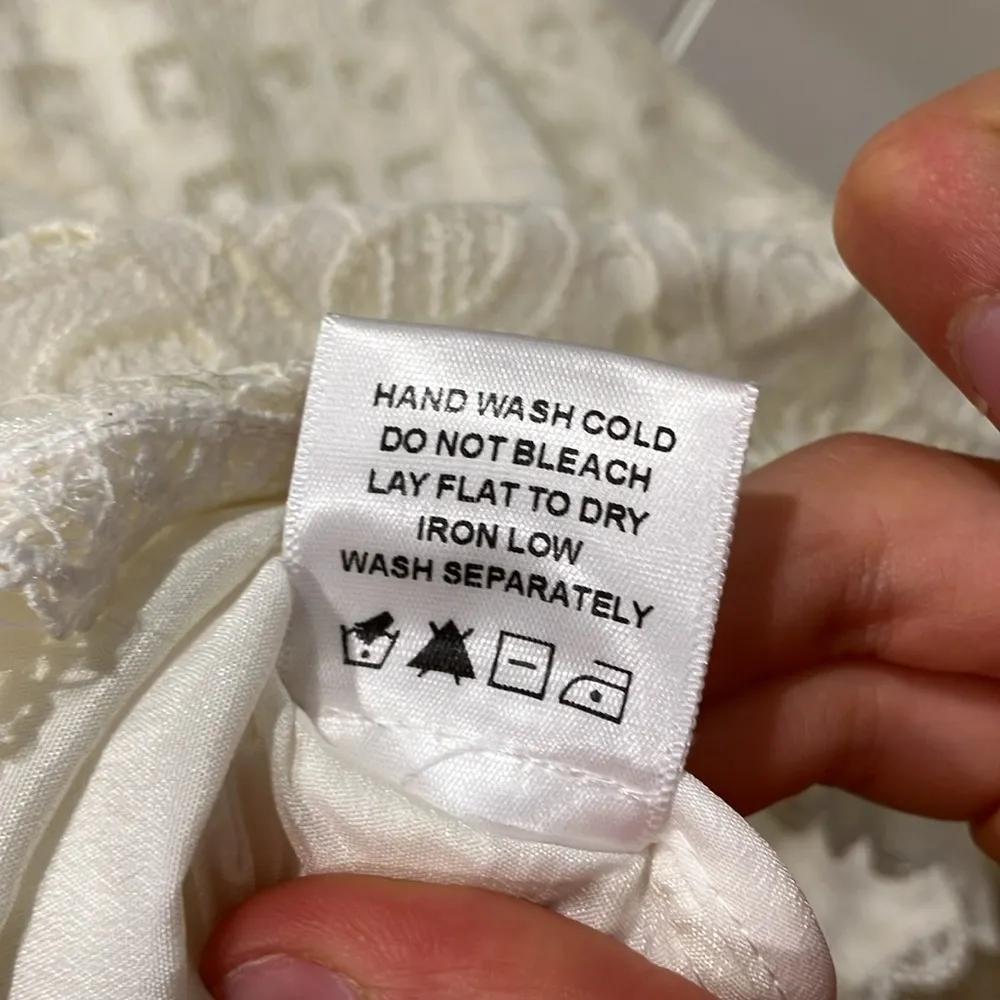 HAND WASH COLD
DO NOT BLEACH
LAY FLAT TO DRY
IRON LOW
WASH SEPARATELY